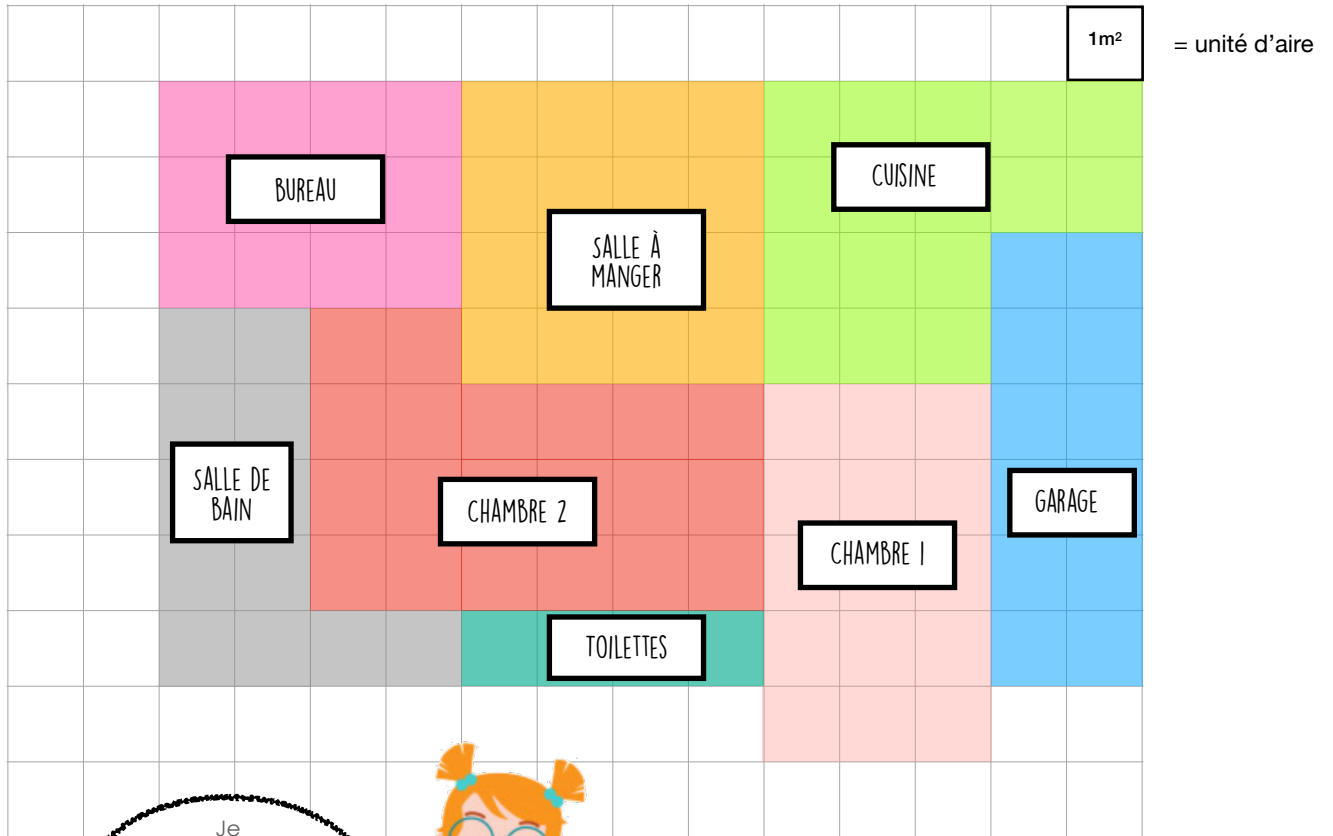 1m²
= unité d'aire
BUREAU
CUISINE
SALLE À
MANGER
SALLE DE
BAIN
CHAMBRE 2
GARAGE
CHAMBRE 1
TOILETTES
Je